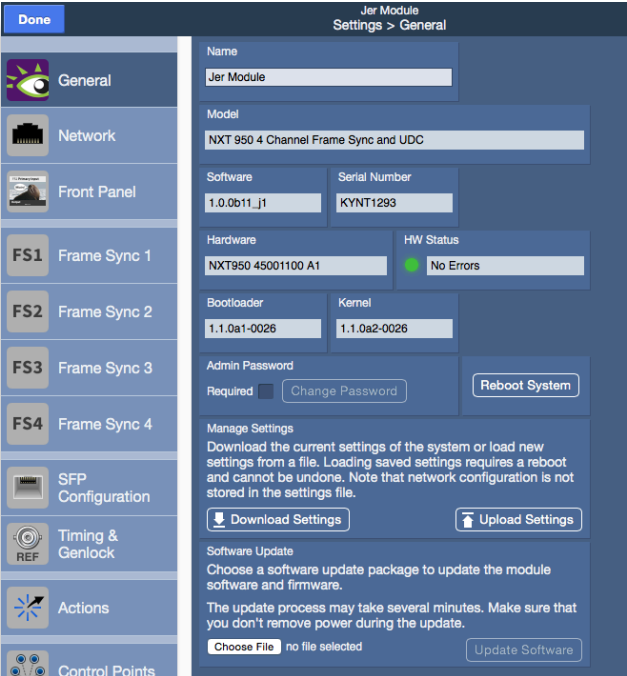 Done
Jer Module
Settings > General
General
Network
Front Panel
FS1 Frame Sync 1
FS2 Frame Sync 2
FS3 Frame Sync 3
FS4 Frame Sync 4
SFP
Configuration
REF
Timing &
Genlock
Actions
Control Points
Name
Jer Module
Model
NXT 950 4 Channel Frame Sync and UDC
Software
1.0.0b11_j1
Serial Number
KYNT1293
Hardware
NXT950 45001100 A1
HW Status
No Errors
Bootloader
1.1.0a1-0026
Kernel
1.1.0a2-0026
Admin Password
Required
Change Password
Reboot System
Manage Settings
Download the current settings of the system or load new
settings from a file. Loading saved settings requires a reboot
and cannot be undone. Note that network configuration is not
stored in the settings file.
Download Settings
Upload Settings
Software Update
Choose a software update package to update the module
software and firmware.
The update process may take several minutes. Make sure that
you don't remove power during the update.
Choose File no file selected
Update Software